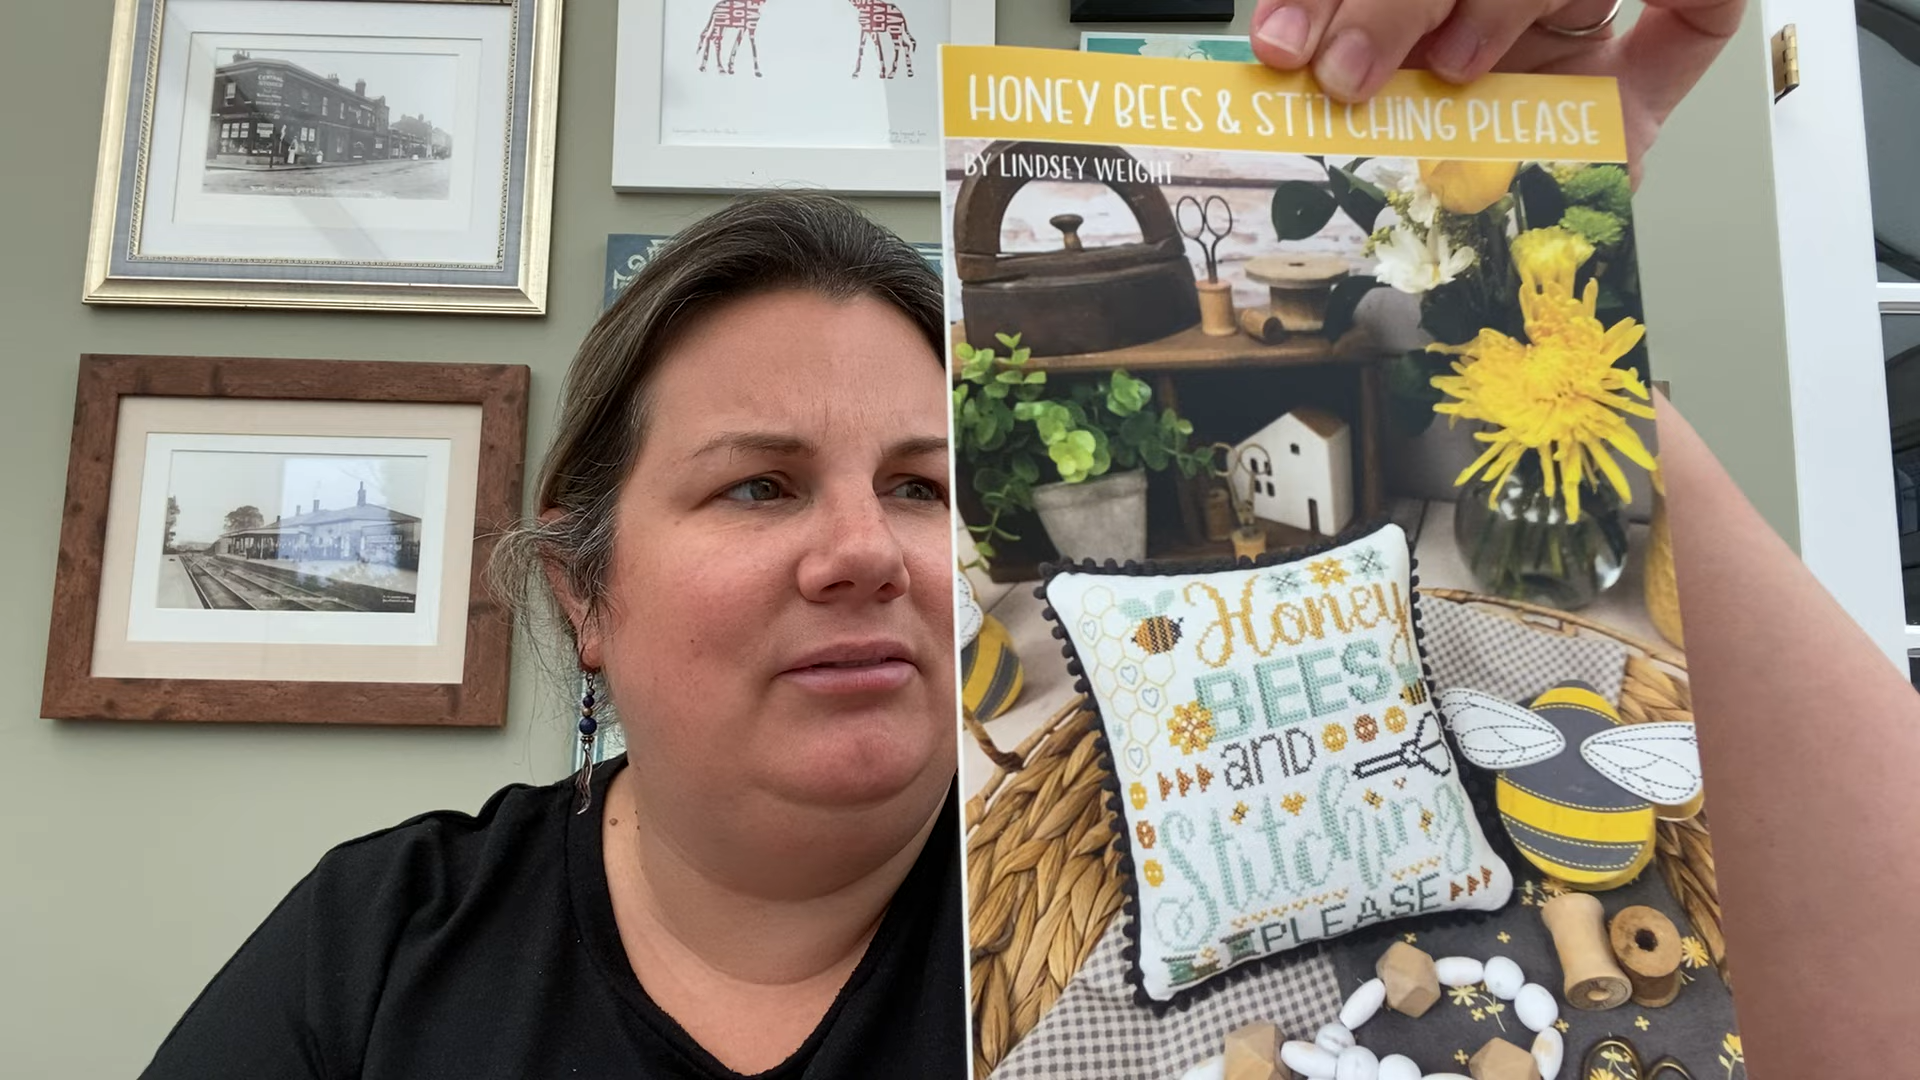 HONEY BEES & STITCHING PLEASE
BY LINDSEY WEIGHT
Honey
BEES
and
Stitching
PLEASE